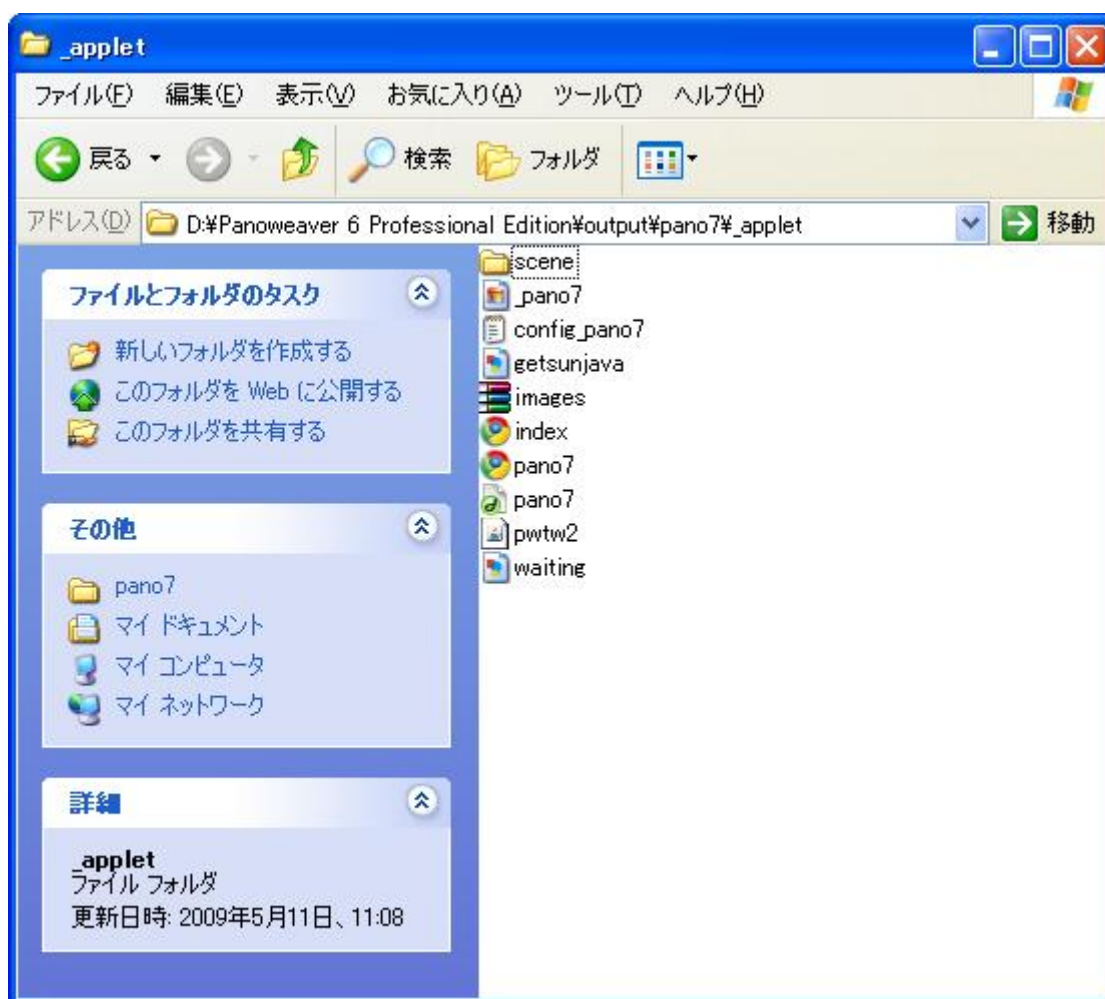 _applet
ファイル(F) 編集(E) 表示(V) お気に入り(A) ツール(T) ヘルプ(H)
戻る 検索 フォルダ
アドレス(D) D:¥Panoweaver 6 Professional Edition¥output¥pano7¥_applet 移動
ファイルとフォルダのタスク
新しいフォルダを作成する
このフォルダを Web に公開する
このフォルダを共有する
その他
pano7
マイ ドキュメント
マイ コンピュータ
マイ ネットワーク
詳細
_applet
ファイル フォルダ
更新日時: 2009年5月11日、11:08
scene
_pano7
config_pano7
getsunjava
images
index
pano7
pano7
pwtw2
waiting